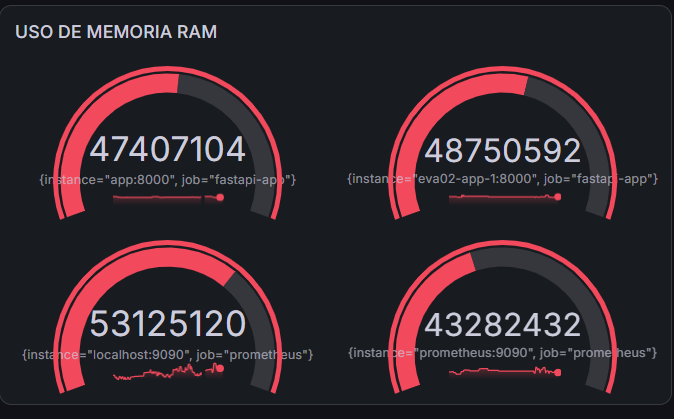 USO DE MEMORIA RAM
47407104
{instance="app:8000", job="fastapi-app"}
48750592
{instance="eva02-app-1:8000", job="fastapi-app"}
53125120
{instance="localhost:9090", job="prometheus"}
43282432
{instance="prometheus:9090", job="prometheus"}